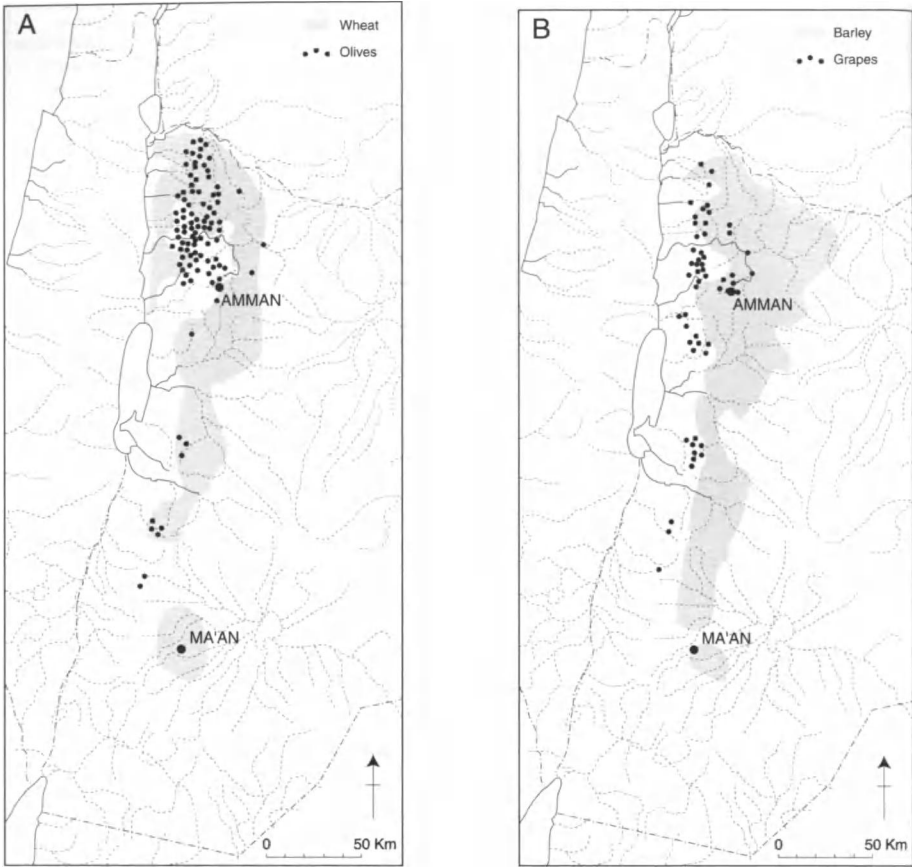 A
Wheat
Olives
AMMAN
MA'AN
0 50 Km
B
Barley
Grapes
AMMAN
MA'AN
0 50 Km